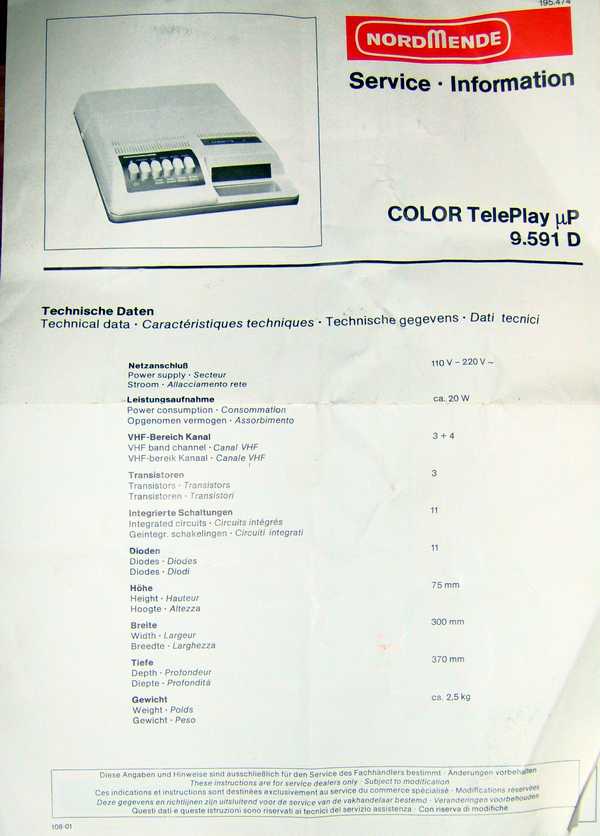 195.474
NORDMENDE
Service · Information
COLOR TelePlay µP
9.591 D
Technische Daten
Technical data · Caractéristiques techniques · Technische gegevens · Dati tecnici
Netzanschluß 110 V – 220 V ~
Power supply · Secteur
Stroom · Allacciamento rete
Leistungsaufnahme ca. 20 W
Power consumption · Consommation
Opgenomen vermogen · Assorbimento
VHF-Bereich Kanal 3 + 4
VHF band channel · Canal VHF
VHF-bereik Kanaal · Canale VHF
Transistoren 3
Transistors · Transistors
Transistoren · Transistori
Integrierte Schaltungen 11
Integrated circuits · Circuits intégrés
Geintegr. schakelingen · Circuiti integrati
Dioden 11
Diodes · Diodes
Diodes · Diodi
Höhe 75 mm
Height · Hauteur
Hoogte · Altezza
Breite 300 mm
Width · Largeur
Breedte · Larghezza
Tiefe 370 mm
Depth · Profondeur
Diepte · Profonditá
Gewicht ca. 2,5 kg
Weight · Poids
Gewicht · Peso
Diese Angaben und Hinweise sind ausschließlich für den Service des Fachhändlers bestimmt · Änderungen vorbehalten
These instructions are for service dealers only · Subject to modification
Ces indications et instructions sont destinées exclusivement au service du commerce spécialisé · Modifications réservées
Deze gegevens en richtlijnen zijn uitsluitend voor de service van de vakhandelaar bestemd · Veranderingen voorbehouden
Questi dati e queste istruzioni sono riservati ai tecnici del servizio assistenza · Con riserva di modifiche
108-01